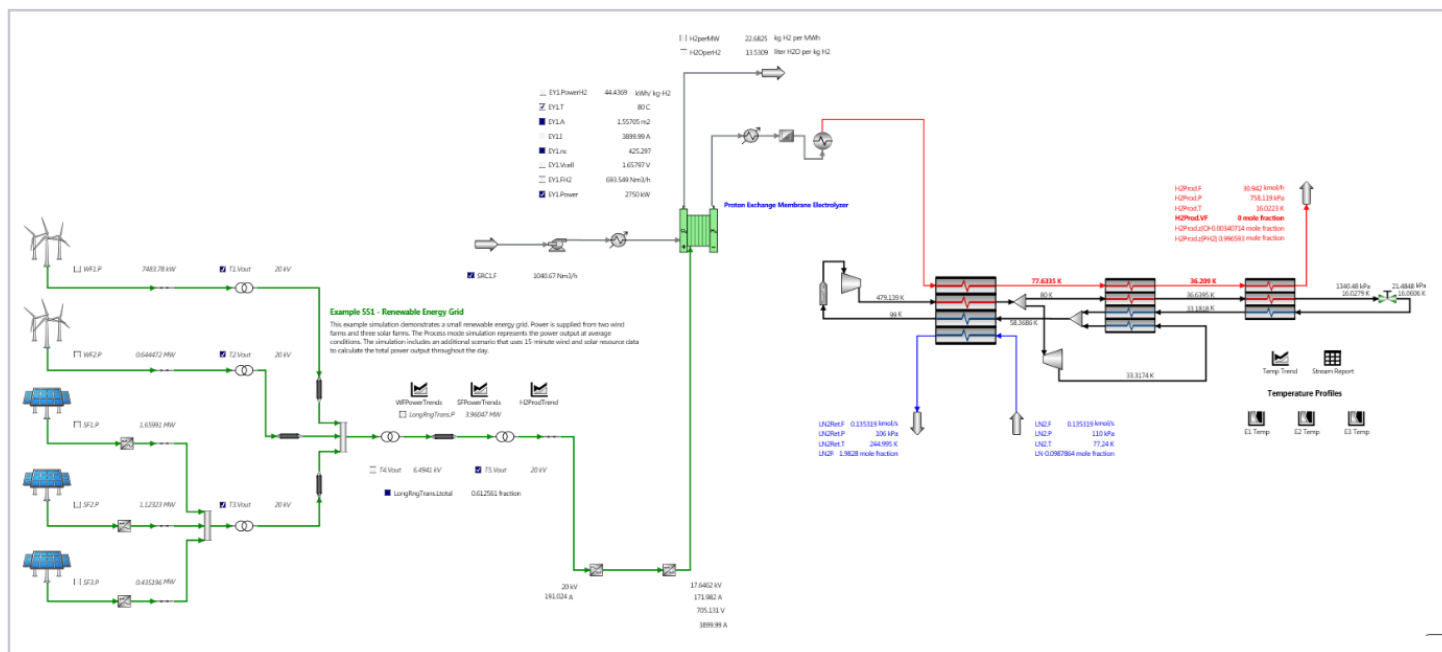 H2perMW 22.6825 kg H2 per MWh
H2OperH2 13.5309 liter H2O per kg H2
EY1.PowerH2 44.4369 kWh/ kg-H2
EY1.T 80 C
EY1.A 1.55705 m2
EY1.I 3899.99 A
EY1.nc 425.297
EY1.Vcell 1.65797 V
EY1.FH2 693.549 Nm3/h
EY1.Power 2750 kW
Proton Exchange Membrane Electrolyzer
SRC1.F 1040.67 Nm3/h
WF1.P 7483.78 kW
T1.Vout 20 kV
WF2.P 0.644472 MW
T2.Vout 20 kV
Example SS1 - Renewable Energy Grid
This example simulation demonstrates a small renewable energy grid. Power is supplied from two wind
farms and three solar farms. The Process mode simulation represents the power output at average
conditions. The simulation includes an additional scenario that uses 15-minute wind and solar resource data
to calculate the total power output throughout the day.
WFPowerTrends SFPowerTrends H2ProdTrend
LongRngTrans.P 3.96047 MW
SF1.P 1.65991 MW
T4.Vout 6.4941 kV
T5.Vout 20 kV
LongRngTrans.Ltotal 0.612561 fraction
SF2.P 1.12323 MW
T3.Vout 20 kV
SF3.P 0.435196 MW
20 kV
191.024 A
17.6462 kV
171.982 A
705.131 V
3899.99 A
H2Prod.F 30.942 kmol/h
H2Prod.P 758.119 kPa
H2Prod.T 16.0223 K
H2Prod.VF 0 mole fraction
H2Prod.z[OH 0.00340714 mole fraction
H2Prod.z[PH2] 0.996593 mole fraction
77.6335 K
36.209 K
479.139 K
80 K
36.6395 K
1340.48 kPa
16.0279 K
21.4848 kPa
16.0606 K
99 K
58.3686 K
33.1818 K
33.3174 K
LN2Ret.F 0.135319 kmol/s
LN2Ret.P 106 kPa
LN2Ret.T 244.995 K
LN2F 1.9828 mole fraction
LN2.F 0.135319 kmol/s
LN2.P 110 kPa
LN2.T 77.24 K
LN-0.0987864 mole fraction
Temp Trend Stream Report
Temperature Profiles
E1 Temp E2 Temp E3 Temp